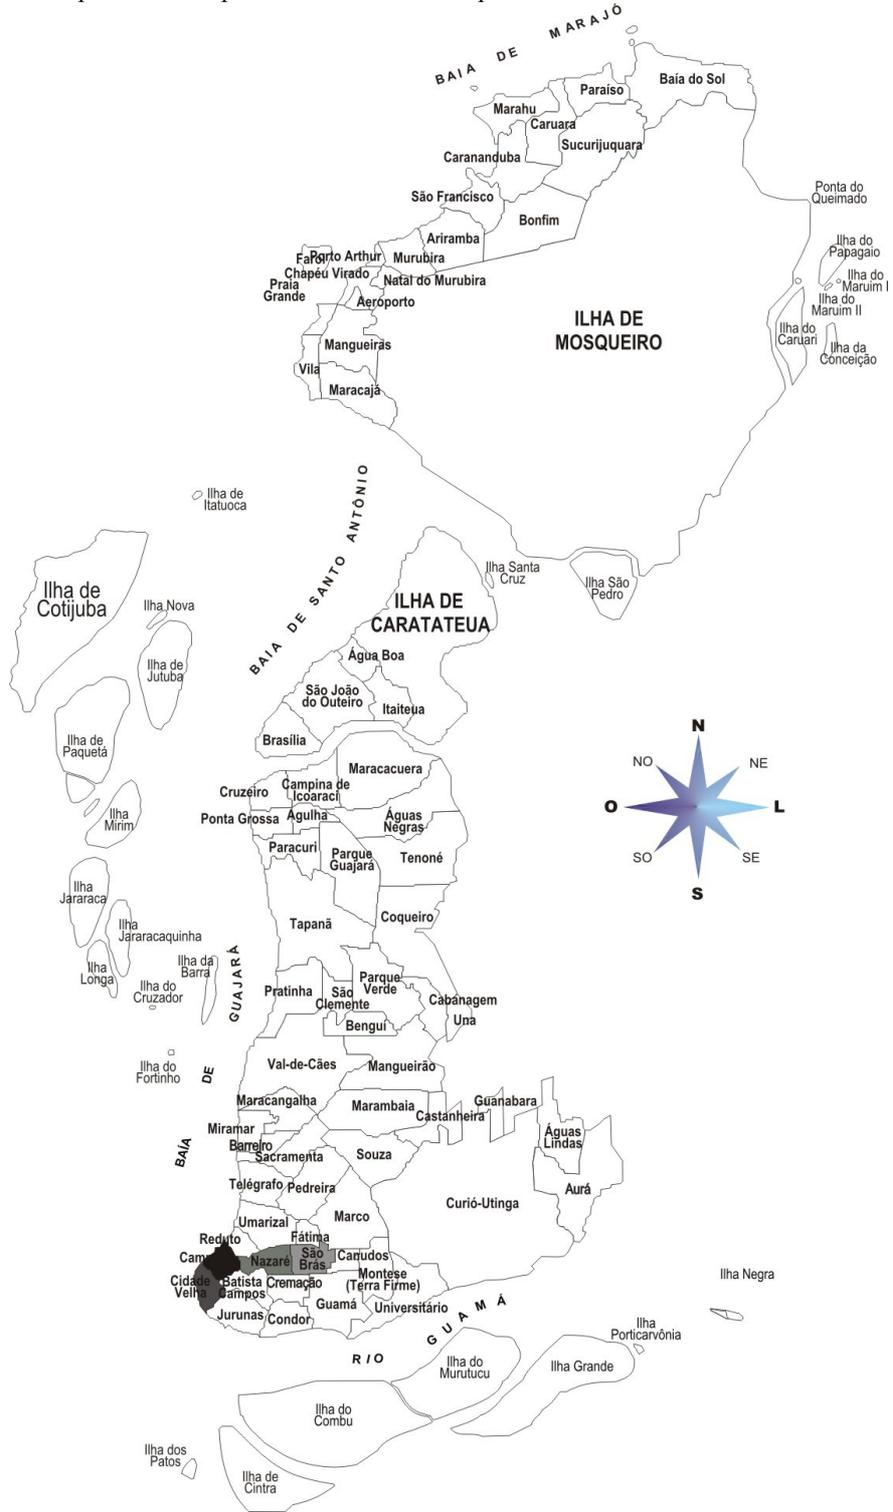 BAIA DE MARAJÓ
Baía do Sol
Paraíso
Marahu
Caruara
Sucurijuquara
Carananduba
São Francisco
Bonfim
Ponta do
Queimado
Ariramba
Ilha do
Papagaio
Farol
Porto Arthur
Murubira
Chapéu Virado
Natal do Murubira
Praia
Grande
Aeroporto
Ilha do
Maruim I
Ilha do
Maruim II
ILHA DE
MOSQUEIRO
Ilha do
Caruari
Ilha da
Conceição
Mangueiras
Vila
Maracajá
BAIA DE SANTO ANTÔNIO
Ilha de
Itatuoca
Ilha Santa
Cruz
Ilha São
Pedro
Ilha de
Cotijuba
Ilha Nova
ILHA DE
CARATATEUA
Água Boa
Ilha de
Jutuba
São João
do Outeiro
Itaiteua
Brasília
Ilha de
Paquetá
N
NO
NE
O
L
SO
SE
S
Maracacuera
Cruzeiro
Campina de
Icoaraci
Ponta Grossa
Agulha
Águas
Negras
Ilha
Mirim
Paracuri
Parque
Guajará
Tenoné
Ilha
Jararaca
Tapanã
Coqueiro
Ilha
Jararacaquinha
Ilha
Longa
Ilha da
Barra
Ilha do
Cruzador
BAÍA DE GUAJARÁ
Pratinha
São
Clemente
Parque
Verde
Cabanagem
Una
Benguí
Ilha do
Fortinho
Val-de-Cães
Mangueirão
Maracangalha
Marambaia
Castanheira
Guanabara
Miramar
Barreiro
Sacramenta
Souza
Águas
Lindas
Telégrafo
Pedreira
Aurá
Curió-Utinga
Umarizal
Marco
Reduto
Fátima
Camp
Nazaré
São
Brás
Canudos
Cidade
Velha
Batista
Campos
Cremação
Montese
(Terra Firme)
Jurunas
Condor
Guamá
Universitário
Ilha Negra
RIO GUAMÁ
Ilha
Porticarvônia
Ilha do
Murutucu
Ilha Grande
Ilha do
Combu
Ilha dos
Patos
Ilha de
Cintra